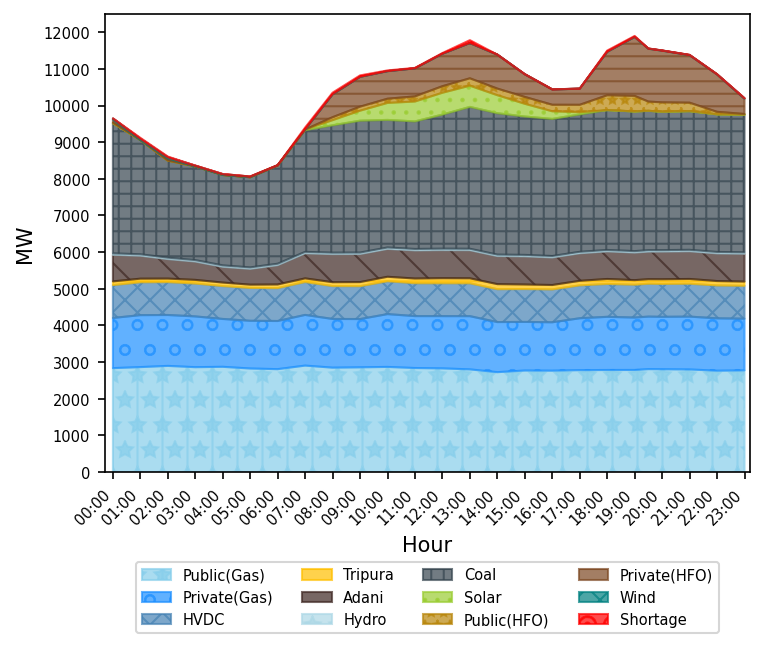 12000
11000
10000
9000
8000
7000
6000
5000
4000
3000
2000
1000
0
MW
00:00 01:00 02:00 03:00 04:00 05:00 06:00 07:00 08:00 09:00 10:00 11:00 12:00 13:00 14:00 15:00 16:00 17:00 18:00 19:00 20:00 21:00 22:00 23:00
Hour
Public(Gas) Tripura Coal Private(HFO)
Private(Gas) Adani Solar Wind
HVDC Hydro Public(HFO) Shortage